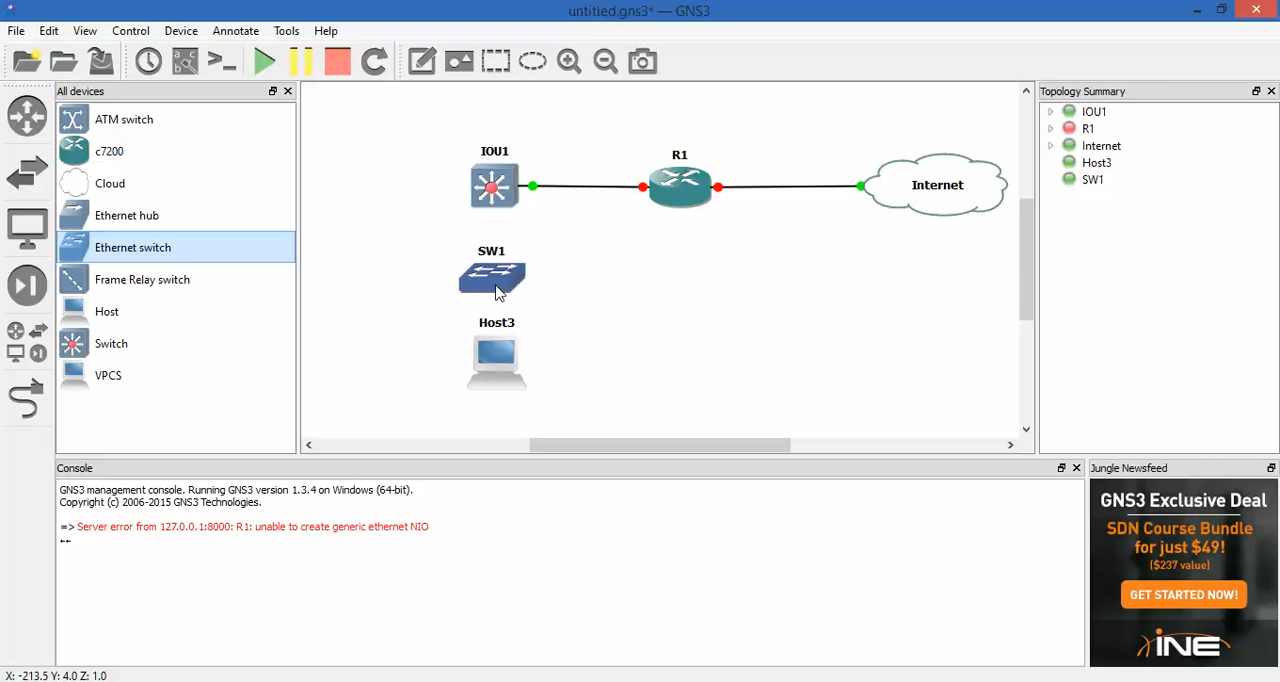 untitled.gns3* — GNS3
File Edit View Control Device Annotate Tools Help
All devices
ATM switch
c7200
Cloud
Ethernet hub
Ethernet switch
Frame Relay switch
Host
Switch
VPCS
IOU1
R1
Internet
SW1
Host3
Topology Summary
IOU1
R1
Internet
Host3
SW1
Console
GNS3 management console. Running GNS3 version 1.3.4 on Windows (64-bit).
Copyright (c) 2006-2015 GNS3 Technologies.
=> Server error from 127.0.0.1:8000: R1: unable to create generic ethernet NIO
Jungle Newsfeed
GNS3 Exclusive Deal
SDN Course Bundle
for just $49!
($237 value)
GET STARTED NOW!
INE
X: -213.5 Y: 4.0 Z: 1.0